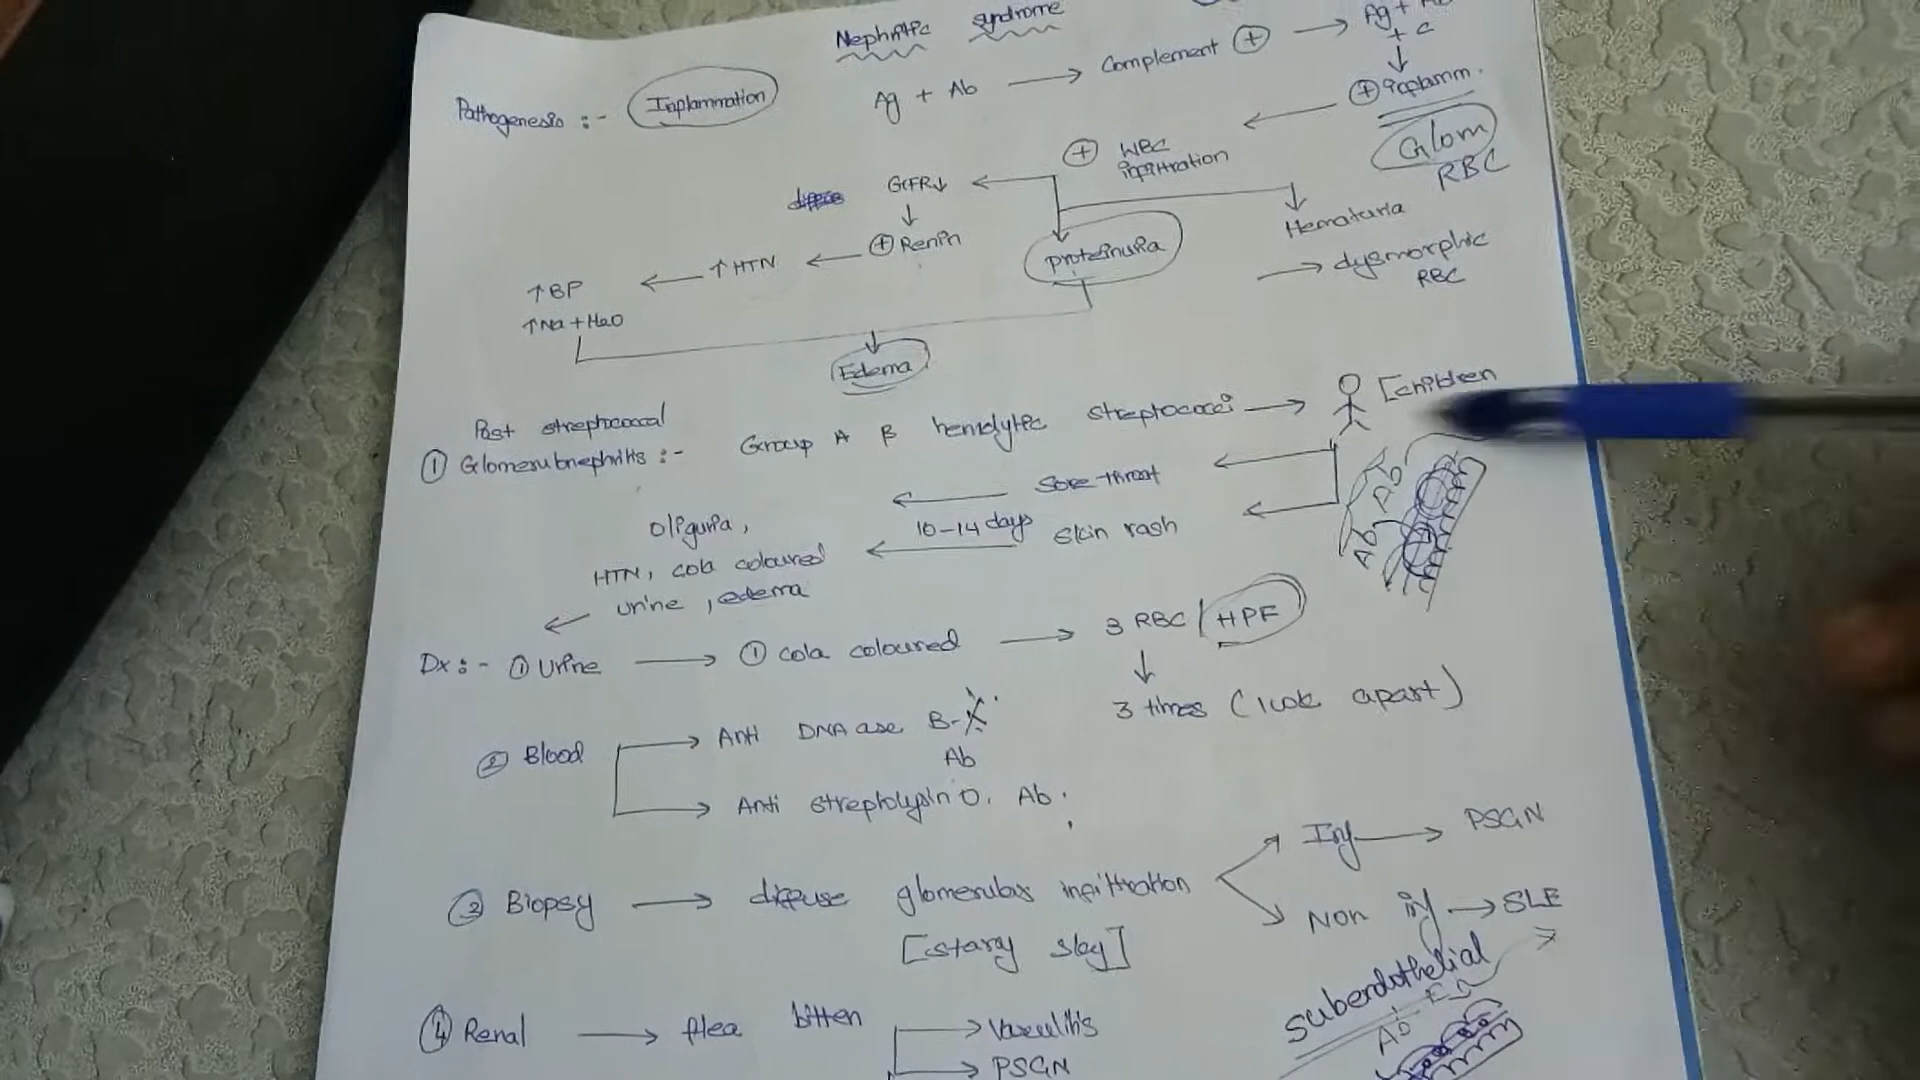 Nephritic syndrome
Pathogenesis :- Inflammation Ag + Ab → Complement ⊕ → Ag +
+ C
↓
⊕ inflamm.
Glom
RBC
⊕ WBC infiltration
GFR↓
↓
⊕ Renin
↑ HTN
↑ BP
↑ Na + H2O
Proteinuria
Hematuria
→ dysmorphic RBC
Edema
① Post streptococcal Glomerulonephritis :- Group A β hemolytic streptococci → [children
Sore throat
Skin rash
10-14 days
Ab
Ab
oliguria,
HTN, cola coloured
urine, edema
Dx :- ① Urine → ① cola coloured → 3 RBC / HPF
↓
3 times (1 wk apart)
② Blood → Anti DNA ase B-
Ab
→ Anti streptolysin O. Ab.
③ Biopsy → diffuse glomerular infiltration
[stary sky]
Inf → PSGN
Non inf → SLE
subendothelial
④ Renal → flea bitten → Vasculitis
→ PSGN